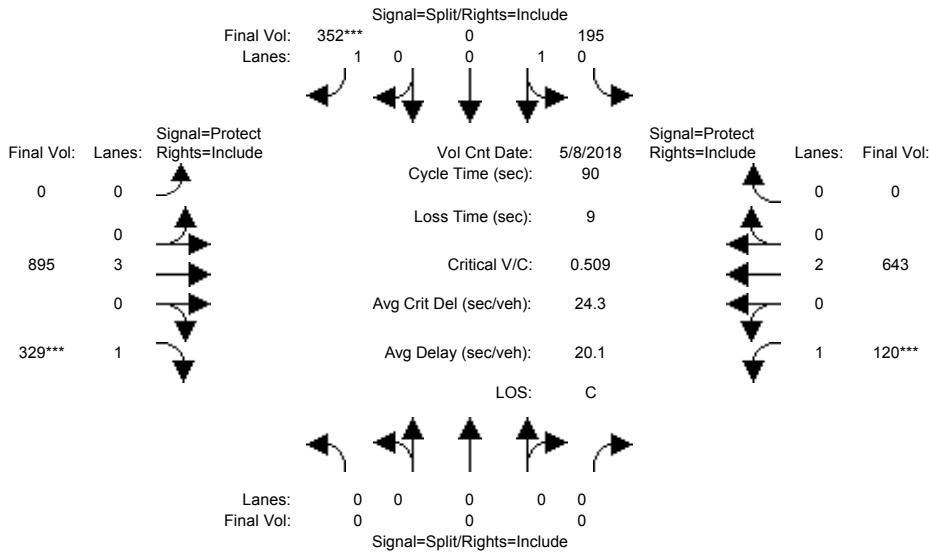 Signal=Split/Rights=Include
Final Vol: 352*** 0 195
Lanes: 1 0 0 1 0
Signal=Protect
Final Vol: Lanes: Rights=Include
Vol Cnt Date: 5/8/2018
Signal=Protect
Rights=Include Lanes: Final Vol:
Cycle Time (sec): 90
0 0
0 0
Loss Time (sec): 9
0
0
895 3
Critical V/C: 0.509
2 643
0
Avg Crit Del (sec/veh): 24.3
0
329*** 1
Avg Delay (sec/veh): 20.1
1 120***
LOS: C
Lanes: 0 0 0 0 0
Final Vol: 0 0 0
Signal=Split/Rights=Include